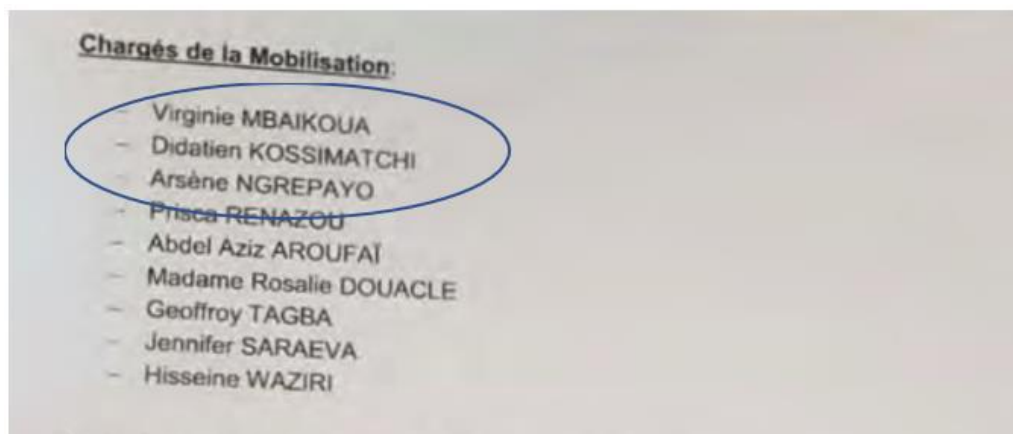 Chargés de la Mobilisation:
– Virginie MBAIKOUA
– Didatien KOSSIMATCHI
– Arsène NGREPAYO
– Prisca RENAZOU
– Abdel Aziz AROUFAÏ
– Madame Rosalie DOUACLE
– Geoffroy TAGBA
– Jennifer SARAEVA
– Hisseine WAZIRI